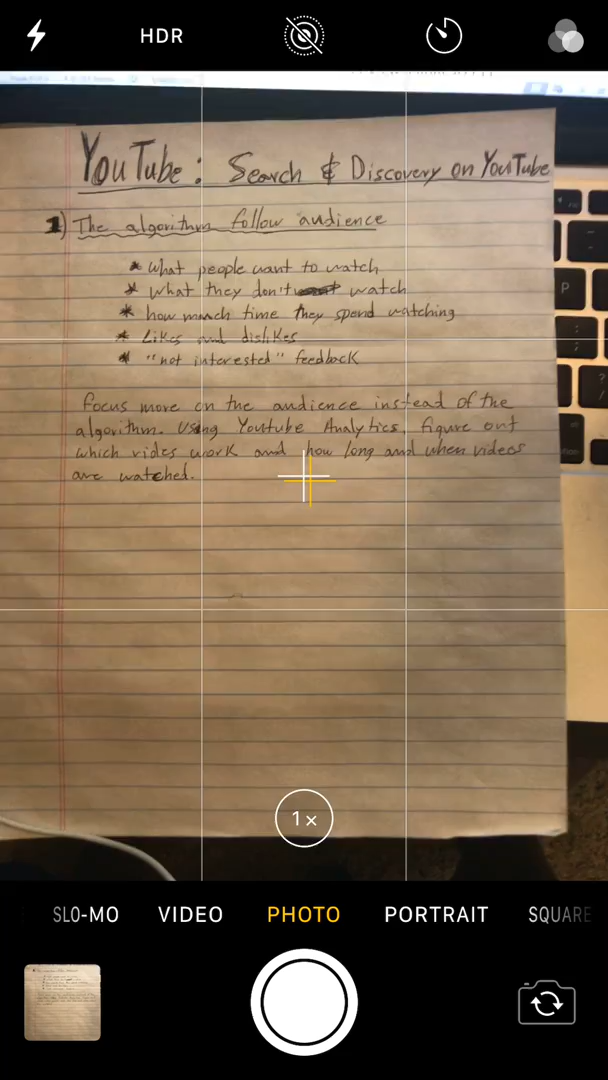 HDR
YouTube: Search & Discovery on YouTube
1) The algorithm follow audience
* what people want to watch
* what they don't watch
* how much time they spend watching
* Likes and dislikes
* "not interested" feedback
Focus more on the audience instead of the
algorithm. Using Youtube Analytics, figure out
which vides work and how long and when videos
are watched.
P
1×
SLO-MO VIDEO PHOTO PORTRAIT SQUARE